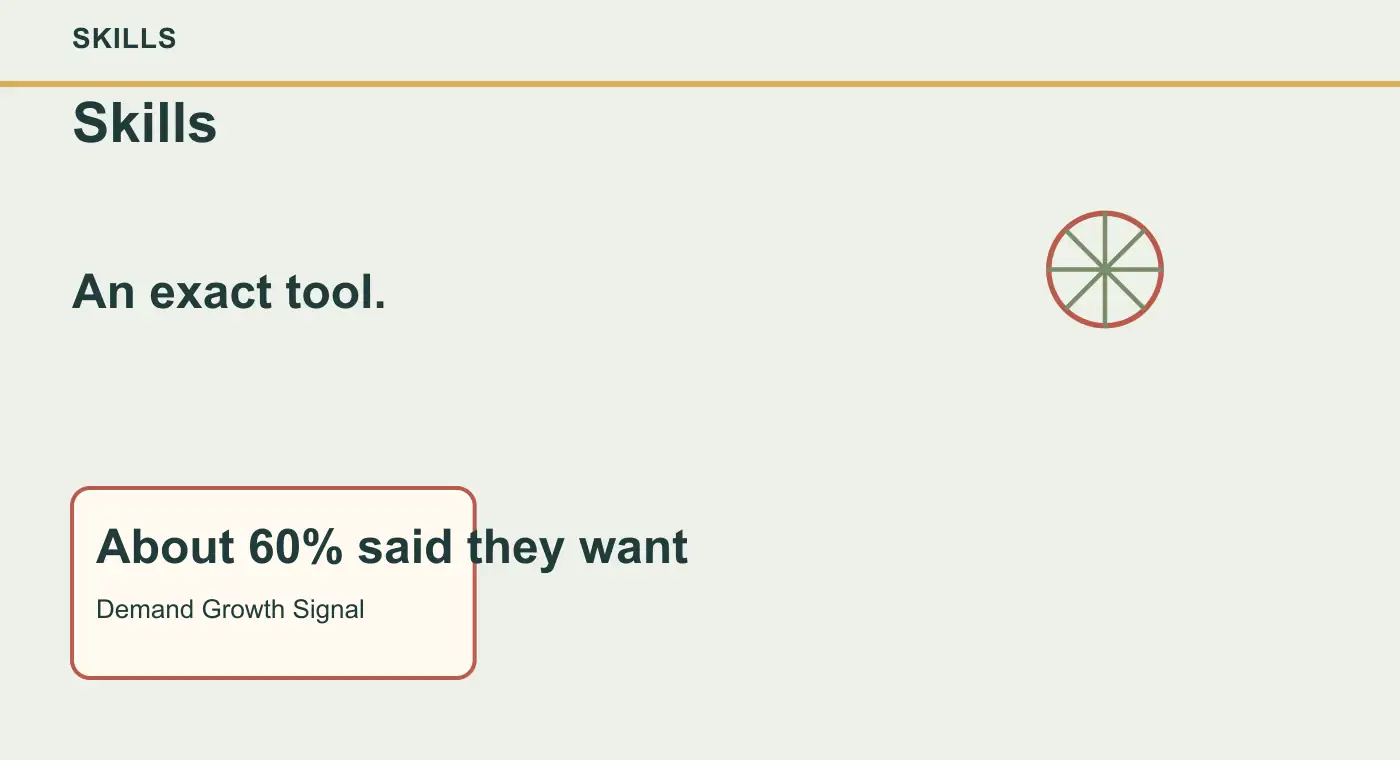 SKILLS
Skills
An exact tool.
About 60% said they want
Demand Growth Signal